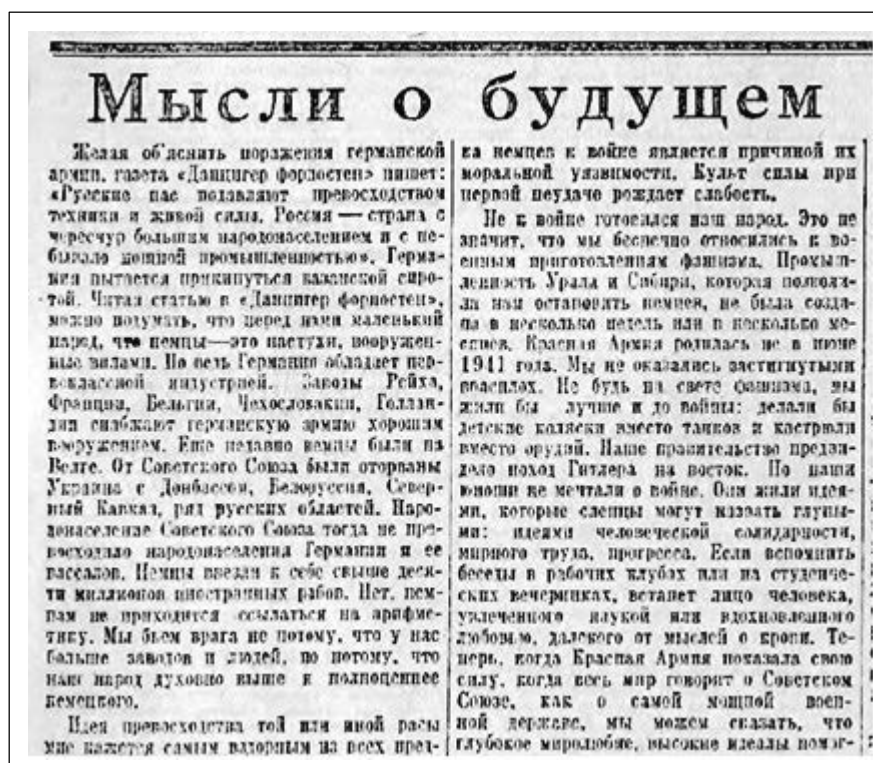 Мысли о будущем
Желая об'яснить поражения германской
армии, газета «Данцигер форпостен» пишет:
«Русские нас подавляют превосходством
техники и живой силы. Россия — страна с
чересчур большим народонаселением и с не-
бывало мощной промышленностью». Герма-
ния пытается прикинуться казанской сиро-
той. Читая статью в «Данцигер форпостен»,
можно подумать, что перед нами маленький
народ, что немцы—это пастухи, вооружен-
ные вилами. Но ведь Германия обладает пер-
воклассной индустрией. Заводы Рейха,
Франции, Бельгии, Чехословакии, Голлан-
дии снабжают германскую армию хорошим
вооружением. Еще недавно немцы были на
Волге. От Советского Союза были оторваны
Украина с Донбассом, Белоруссия, Север-
ный Кавказ, ряд русских областей. Наро-
донаселение Советского Союза тогда не пре-
восходило народонаселения Германии и ее
вассалов. Немцы ввезли к себе свыше деся-
ти миллионов иностранных рабов. Нет, нем-
цам не приходится ссылаться на арифме-
тику. Мы бьем врага не потому, что у нас
больше заводов и людей, но потому, что
наш народ духовно выше и полноценнее
немецкого.
Идея превосходства той или иной расы
мне кажется самым вздорным из всех пред-
ка немцев к войне является причиной их
моральной уязвимости. Культ силы при
первой неудаче рождает слабость.
Не к войне готовился наш народ. Это не
значит, что мы беспечно относились к во-
енным приготовлениям фашизма. Промыш-
ленность Урала и Сибири, которая позволи-
ла нам остановить немцев, не была созда-
на в несколько недель или в несколько ме-
сяцев. Красная Армия родилась не в июне
1941 года. Мы не оказались застигнутыми
врасплох. Не будь на свете фашизма, мы
жили бы лучше и до войны: делали бы
детские коляски вместо танков и кастрюли
вместо орудий. Наше правительство предви-
дело поход Гитлера на восток. Но наши
юноши не мечтали о войне. Они жили идея-
ми, которые слепцы могут назвать глупы-
ми: идеями человеческой солидарности,
мирного труда, прогресса. Если вспомнить
беседы в рабочих клубах или на студенче-
ских вечеринках, встанет лицо человека,
увлеченного наукой или вдохновленного
любовью, далекого от мыслей о крови. Те-
перь, когда Красная Армия показала свою
силу, когда весь мир говорит о Советском
Союзе, как о самой мощной воен-
ной державе, мы можем сказать, что
глубокое миролюбие, высокие идеалы помог-